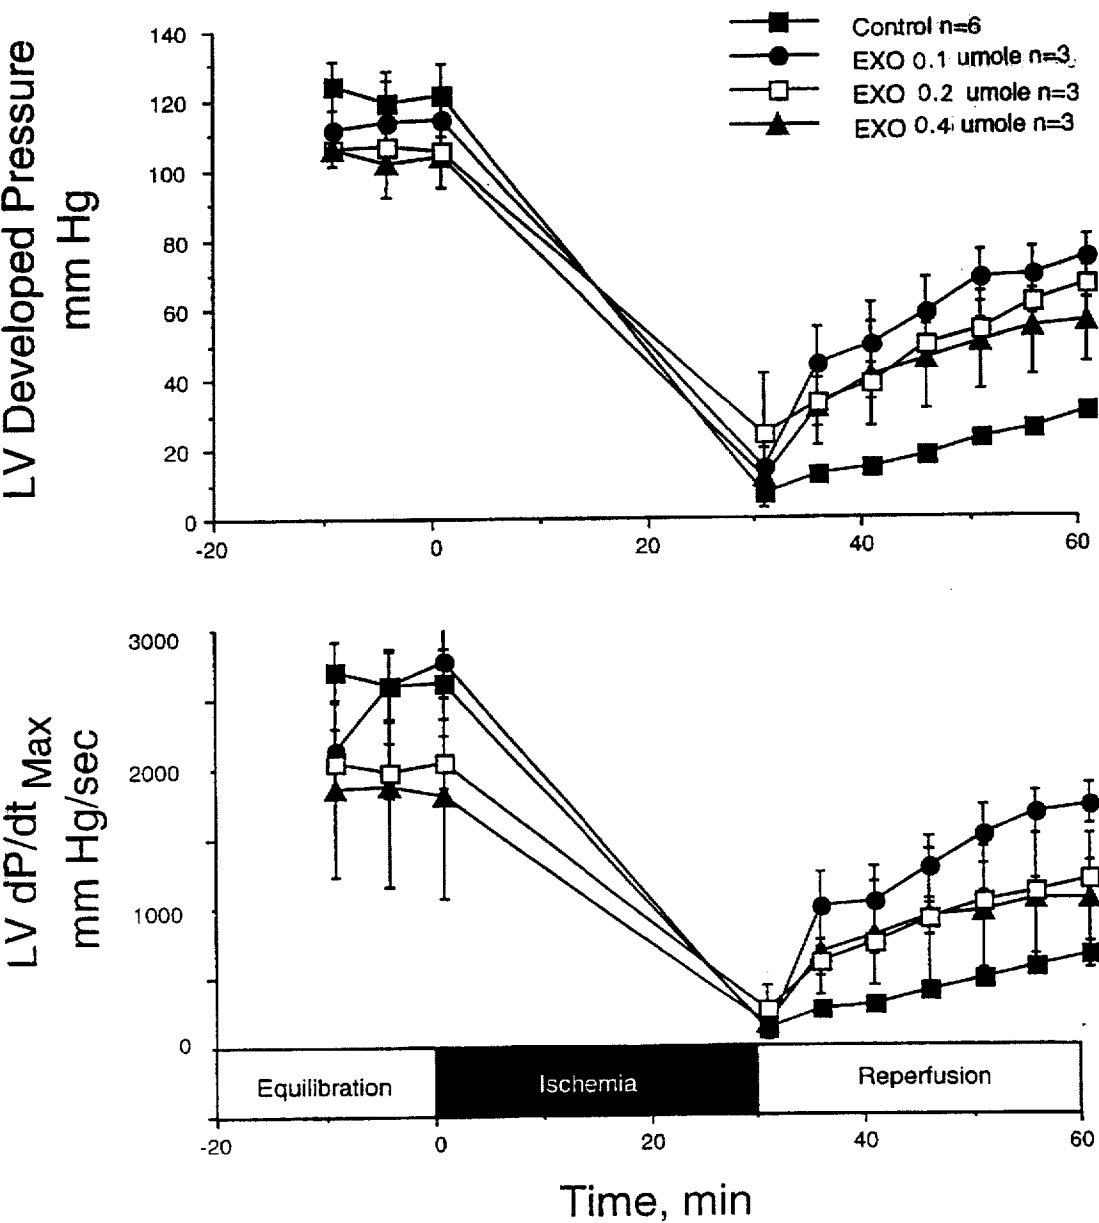 Control n=6
EXO 0.1 umole n=3
EXO 0.2 umole n=3
EXO 0.4 umole n=3
LV Developed Pressure
mm Hg
140
120
100
80
60
40
20
0
-20 0 20 40 60
LV dP/dt Max
mm Hg/sec
3000
2000
1000
0
Equilibration Ischemia Reperfusion
-20 0 20 40 60
Time, min